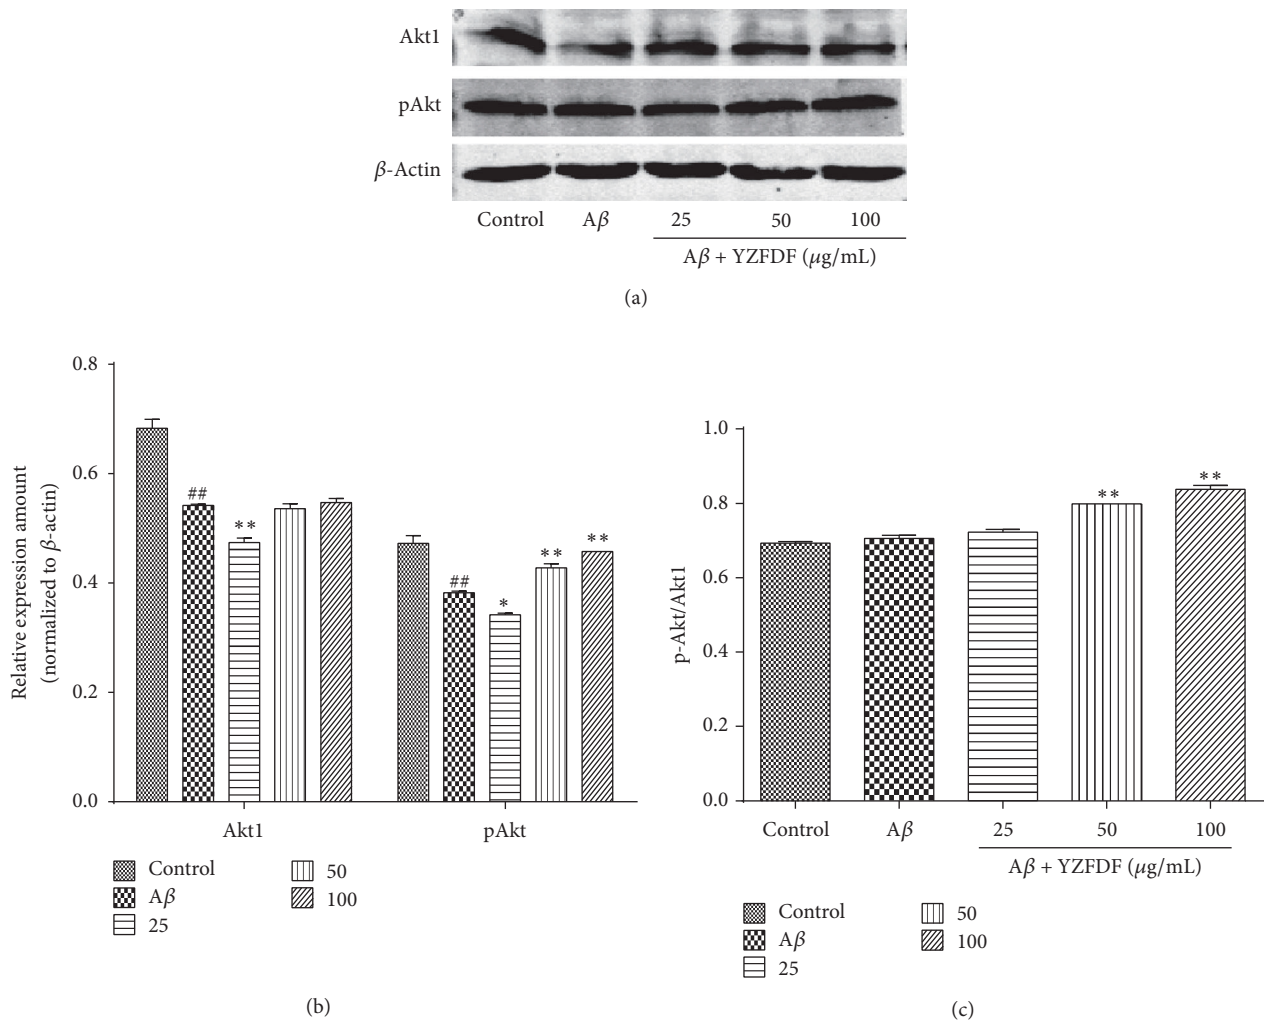 Akt1
pAkt
β-Actin
Control Aβ 25 50 100
Aβ + YZFDF (μg/mL)
(a)
Relative expression amount
(normalized to β-actin)
0.8
0.6
0.4
0.2
0.0
##
**
##
*
**
**
Akt1 pAkt
Control
Aβ
25
50
100
(b)
p-Akt/Akt1
1.0
0.8
0.6
0.4
0.2
0.0
**
**
Control Aβ 25 50 100
Aβ + YZFDF (μg/mL)
Control
Aβ
25
50
100
(c)